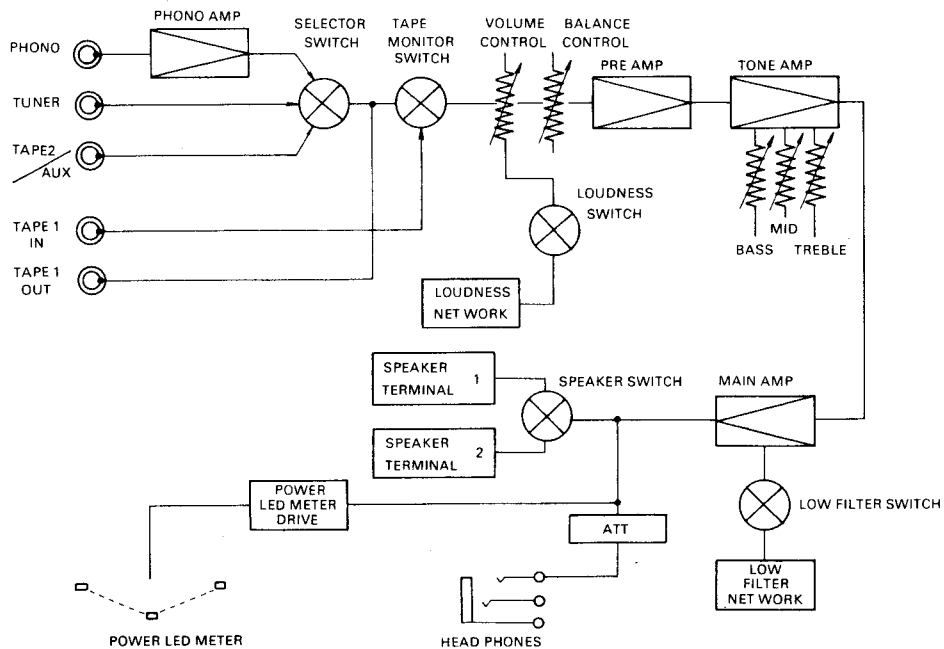 PHONO AMP
PHONO
SELECTOR
SWITCH
TAPE
MONITOR
SWITCH
VOLUME
CONTROL
BALANCE
CONTROL
PRE AMP
TONE AMP
TUNER
TAPE2
AUX
TAPE 1
IN
TAPE 1
OUT
LOUDNESS
SWITCH
LOUDNESS
NET WORK
BASS
MID
TREBLE
SPEAKER
TERMINAL 1
SPEAKER SWITCH
MAIN AMP
SPEAKER
TERMINAL 2
POWER
LED METER
DRIVE
ATT
LOW FILTER SWITCH
LOW
FILTER
NET WORK
POWER LED METER
HEAD PHONES